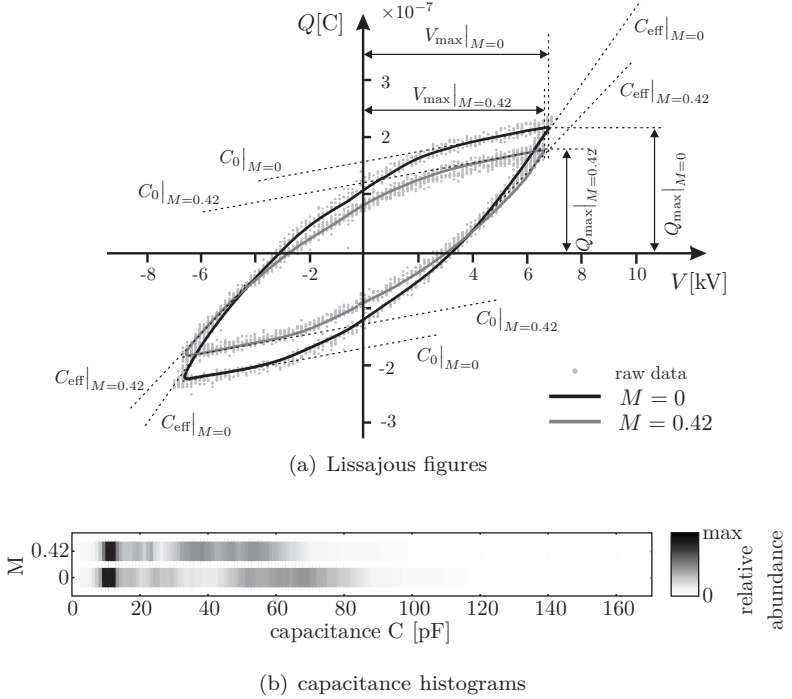 Q[C]
×10⁻⁷
V_max|_{M=0}
C_eff|_{M=0}
3
V_max|_{M=0.42}
C_eff|_{M=0.42}
C_0|_{M=0}
2
C_0|_{M=0.42}
Q_max|_{M=0.42}
Q_max|_{M=0}
-8 -6 -2 2 4 6 8 10
V[kV]
C_0|_{M=0.42}
C_0|_{M=0}
C_eff|_{M=0.42}
C_eff|_{M=0}
-2
-3
raw data
M = 0
M = 0.42
(a) Lissajous figures
M
0.42
0
0 20 40 60 80 100 120 140 160
capacitance C [pF]
max
0
relative
abundance
(b) capacitance histograms